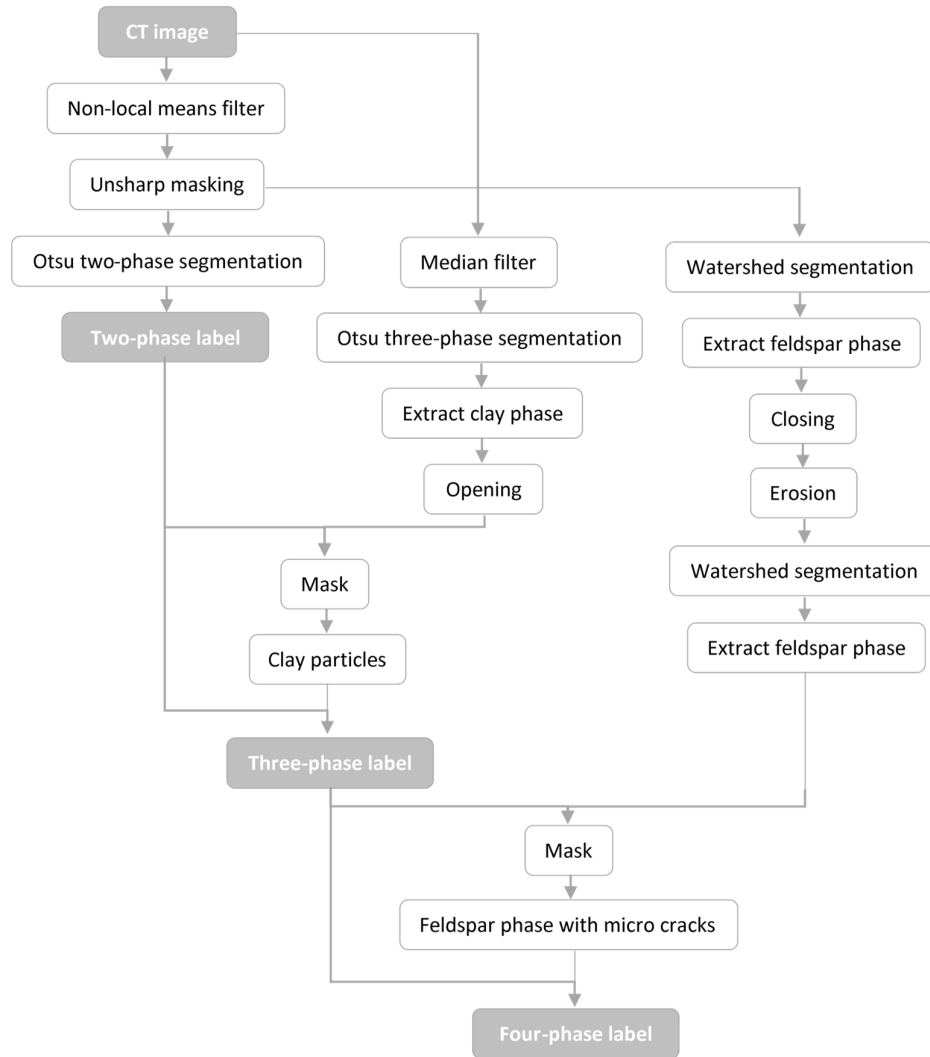 CT image
Non-local means filter
Unsharp masking
Otsu two-phase segmentation
Two-phase label
Median filter
Otsu three-phase segmentation
Extract clay phase
Opening
Watershed segmentation
Extract feldspar phase
Closing
Erosion
Watershed segmentation
Extract feldspar phase
Mask
Clay particles
Three-phase label
Mask
Feldspar phase with micro cracks
Four-phase label